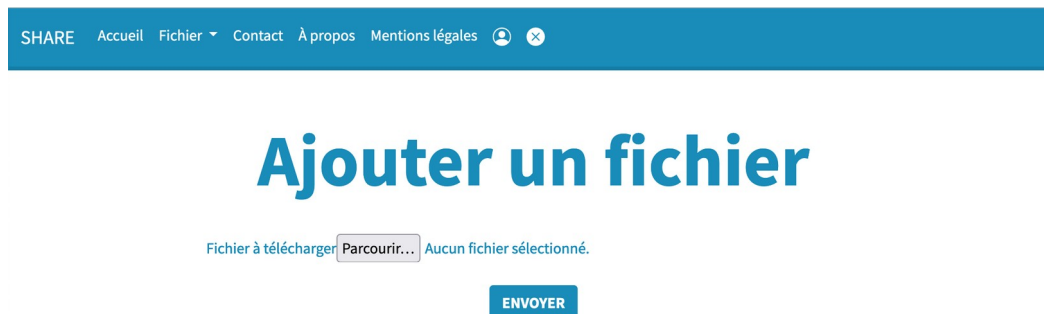 SHARE Accueil Fichier Contact À propos Mentions légales
Ajouter un fichier
Fichier à télécharger Parcourir... Aucun fichier sélectionné.
ENVOYER